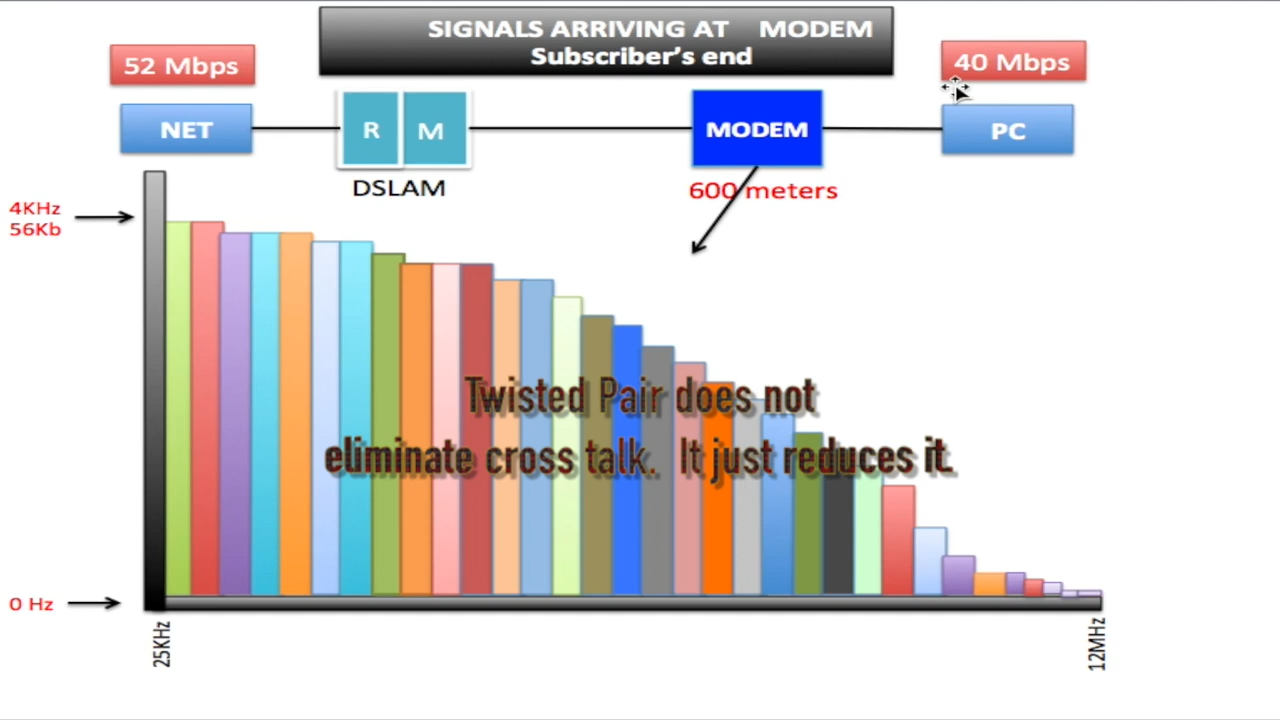 SIGNALS ARRIVING AT MODEM
Subscriber's end
52 Mbps
40 Mbps
NET
R
M
MODEM
PC
DSLAM
600 meters
4KHz
56Kb
Twisted Pair does not
eliminate cross talk. It just reduces it.
0 Hz
25KHz
12MHz